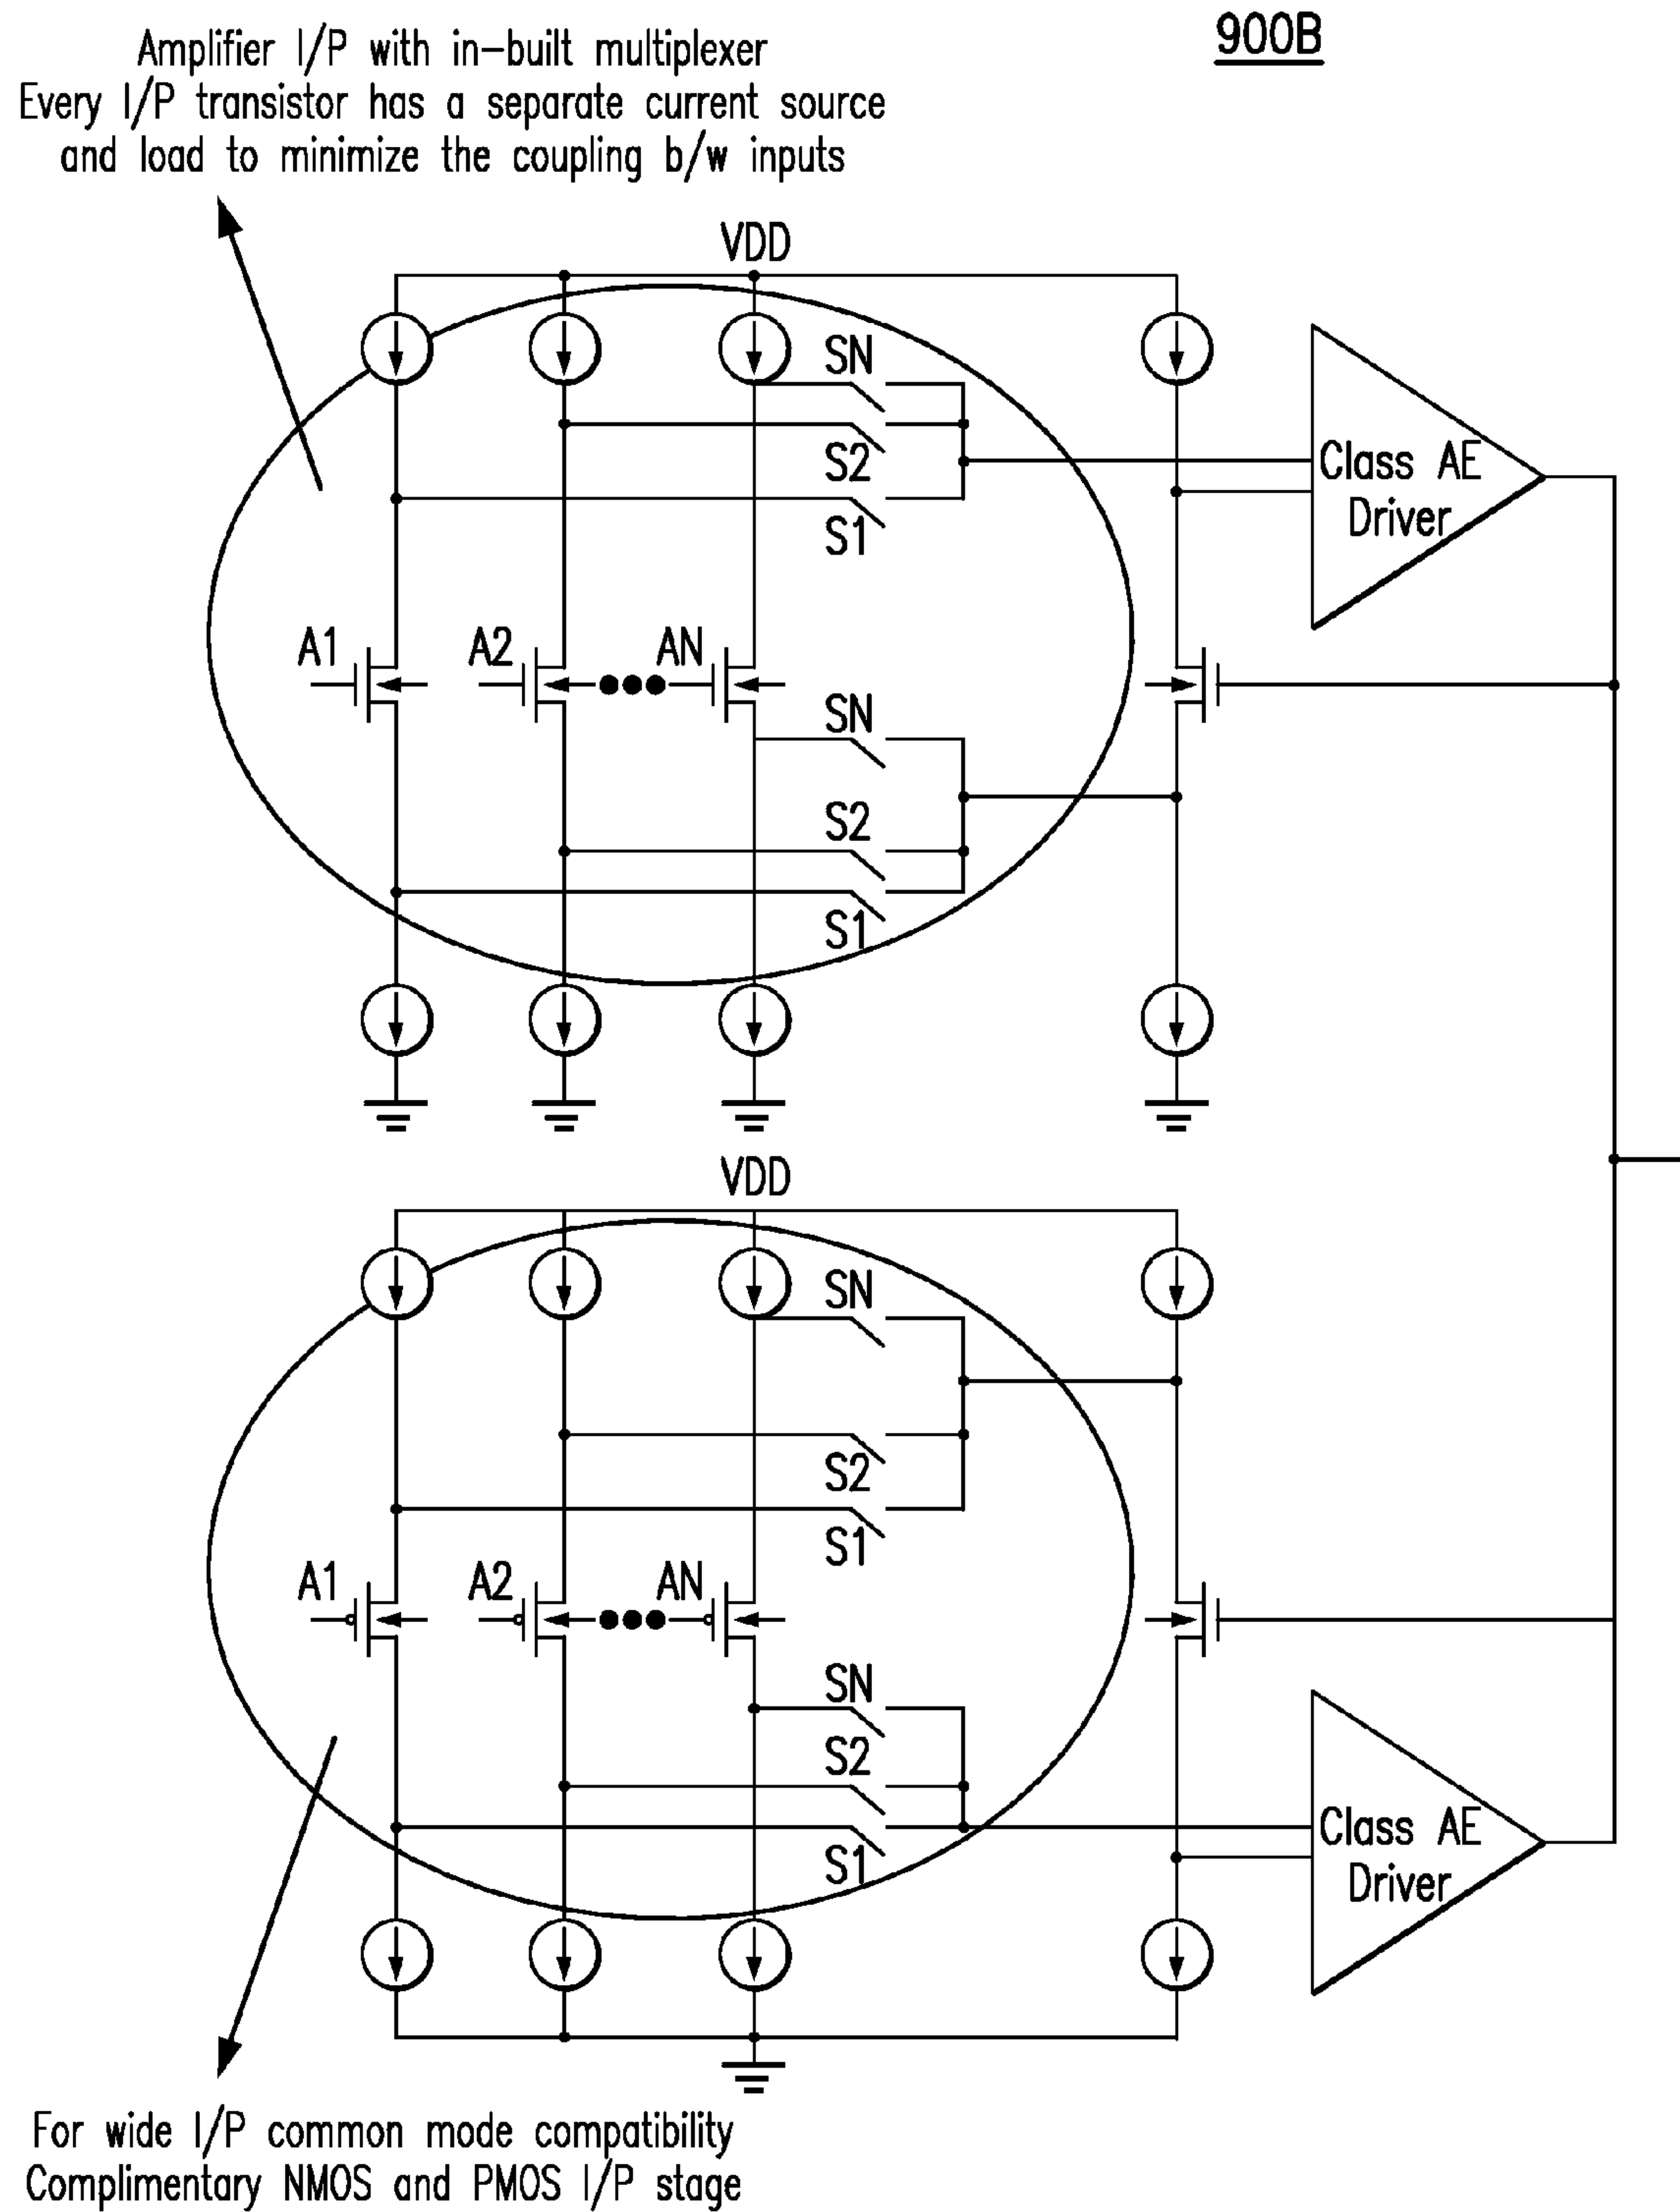 900B
Amplifier I/P with in-built multiplexer
Every I/P transistor has a separate current source
and load to minimize the coupling b/w inputs
VDD
SN
S2
S1
Class AE
Driver
A1
A2
AN
SN
S2
S1
VDD
SN
S2
S1
A1
A2
AN
SN
S2
S1
Class AE
Driver
For wide I/P common mode compatibility
Complimentary NMOS and PMOS I/P stage